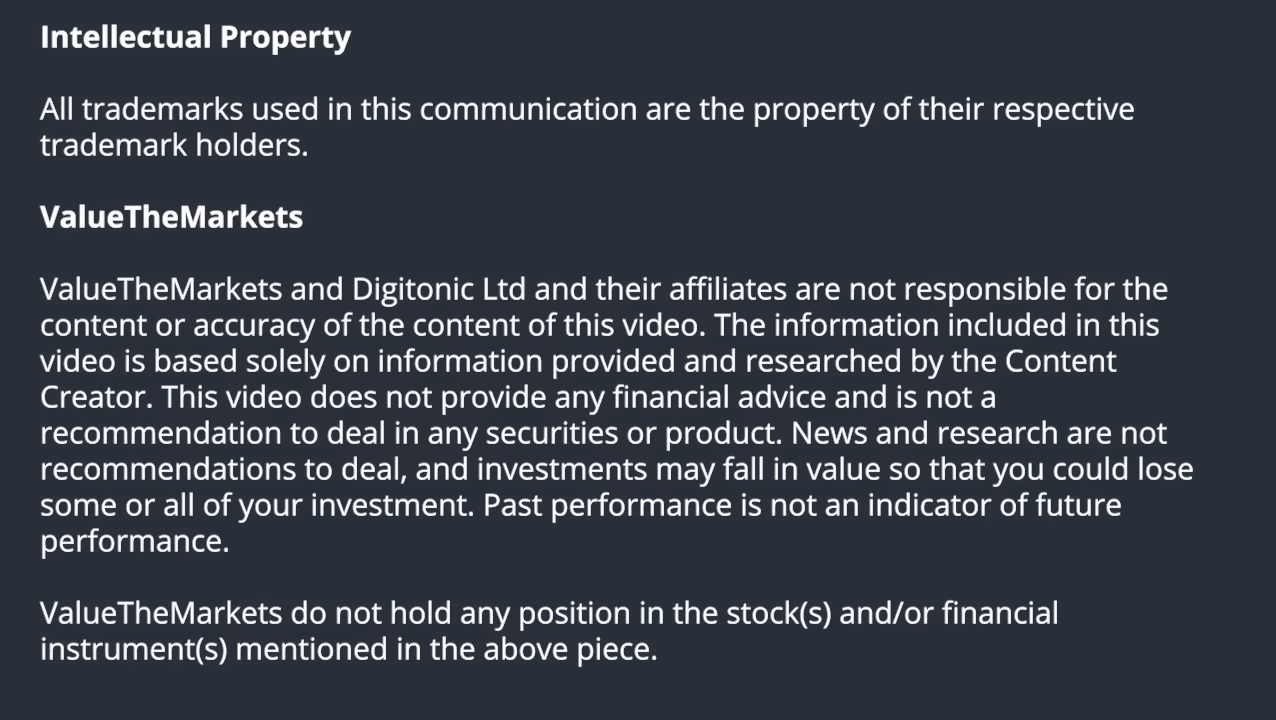 Intellectual Property
All trademarks used in this communication are the property of their respective
trademark holders.
ValueTheMarkets
ValueTheMarkets and Digitonic Ltd and their affiliates are not responsible for the
content or accuracy of the content of this video. The information included in this
video is based solely on information provided and researched by the Content
Creator. This video does not provide any financial advice and is not a
recommendation to deal in any securities or product. News and research are not
recommendations to deal, and investments may fall in value so that you could lose
some or all of your investment. Past performance is not an indicator of future
performance.
ValueTheMarkets do not hold any position in the stock(s) and/or financial
instrument(s) mentioned in the above piece.